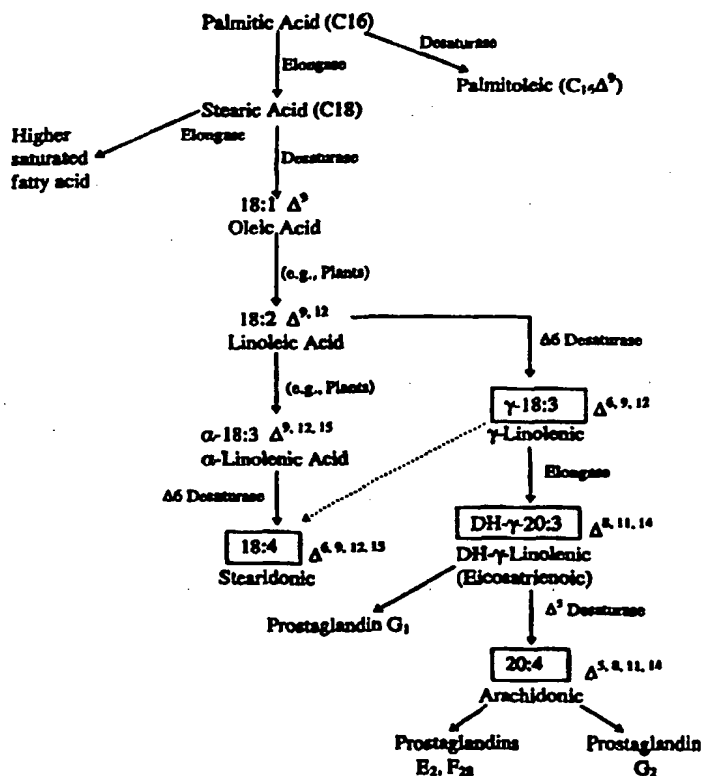 Palmitic Acid (C16)
Desaturase
Elongase
Palmitoleic (C₁₆Δ⁹)
Stearic Acid (C18)
Elongase
Higher
saturated
fatty acid
Desaturase
18:1 Δ⁹
Oleic Acid
(e.g., Plants)
18:2 Δ⁹, ¹²
Linoleic Acid
Δ6 Desaturase
(e.g., Plants)
γ-18:3 Δ⁶, ⁹, ¹²
γ-Linolenic
α-18:3 Δ⁹, ¹², ¹⁵
α-Linolenic Acid
Elongase
Δ6 Desaturase
DH-γ-20:3 Δ⁸, ¹¹, ¹⁴
DH-γ-Linolenic
(Eicosatrienoic)
18:4 Δ⁶, ⁹, ¹², ¹⁵
Stearidonic
Δ⁵ Desaturase
Prostaglandin G₁
20:4 Δ⁵, ⁸, ¹¹, ¹⁴
Arachidonic
Prostaglandins
E₂, F₂₈
Prostaglandin
G₂